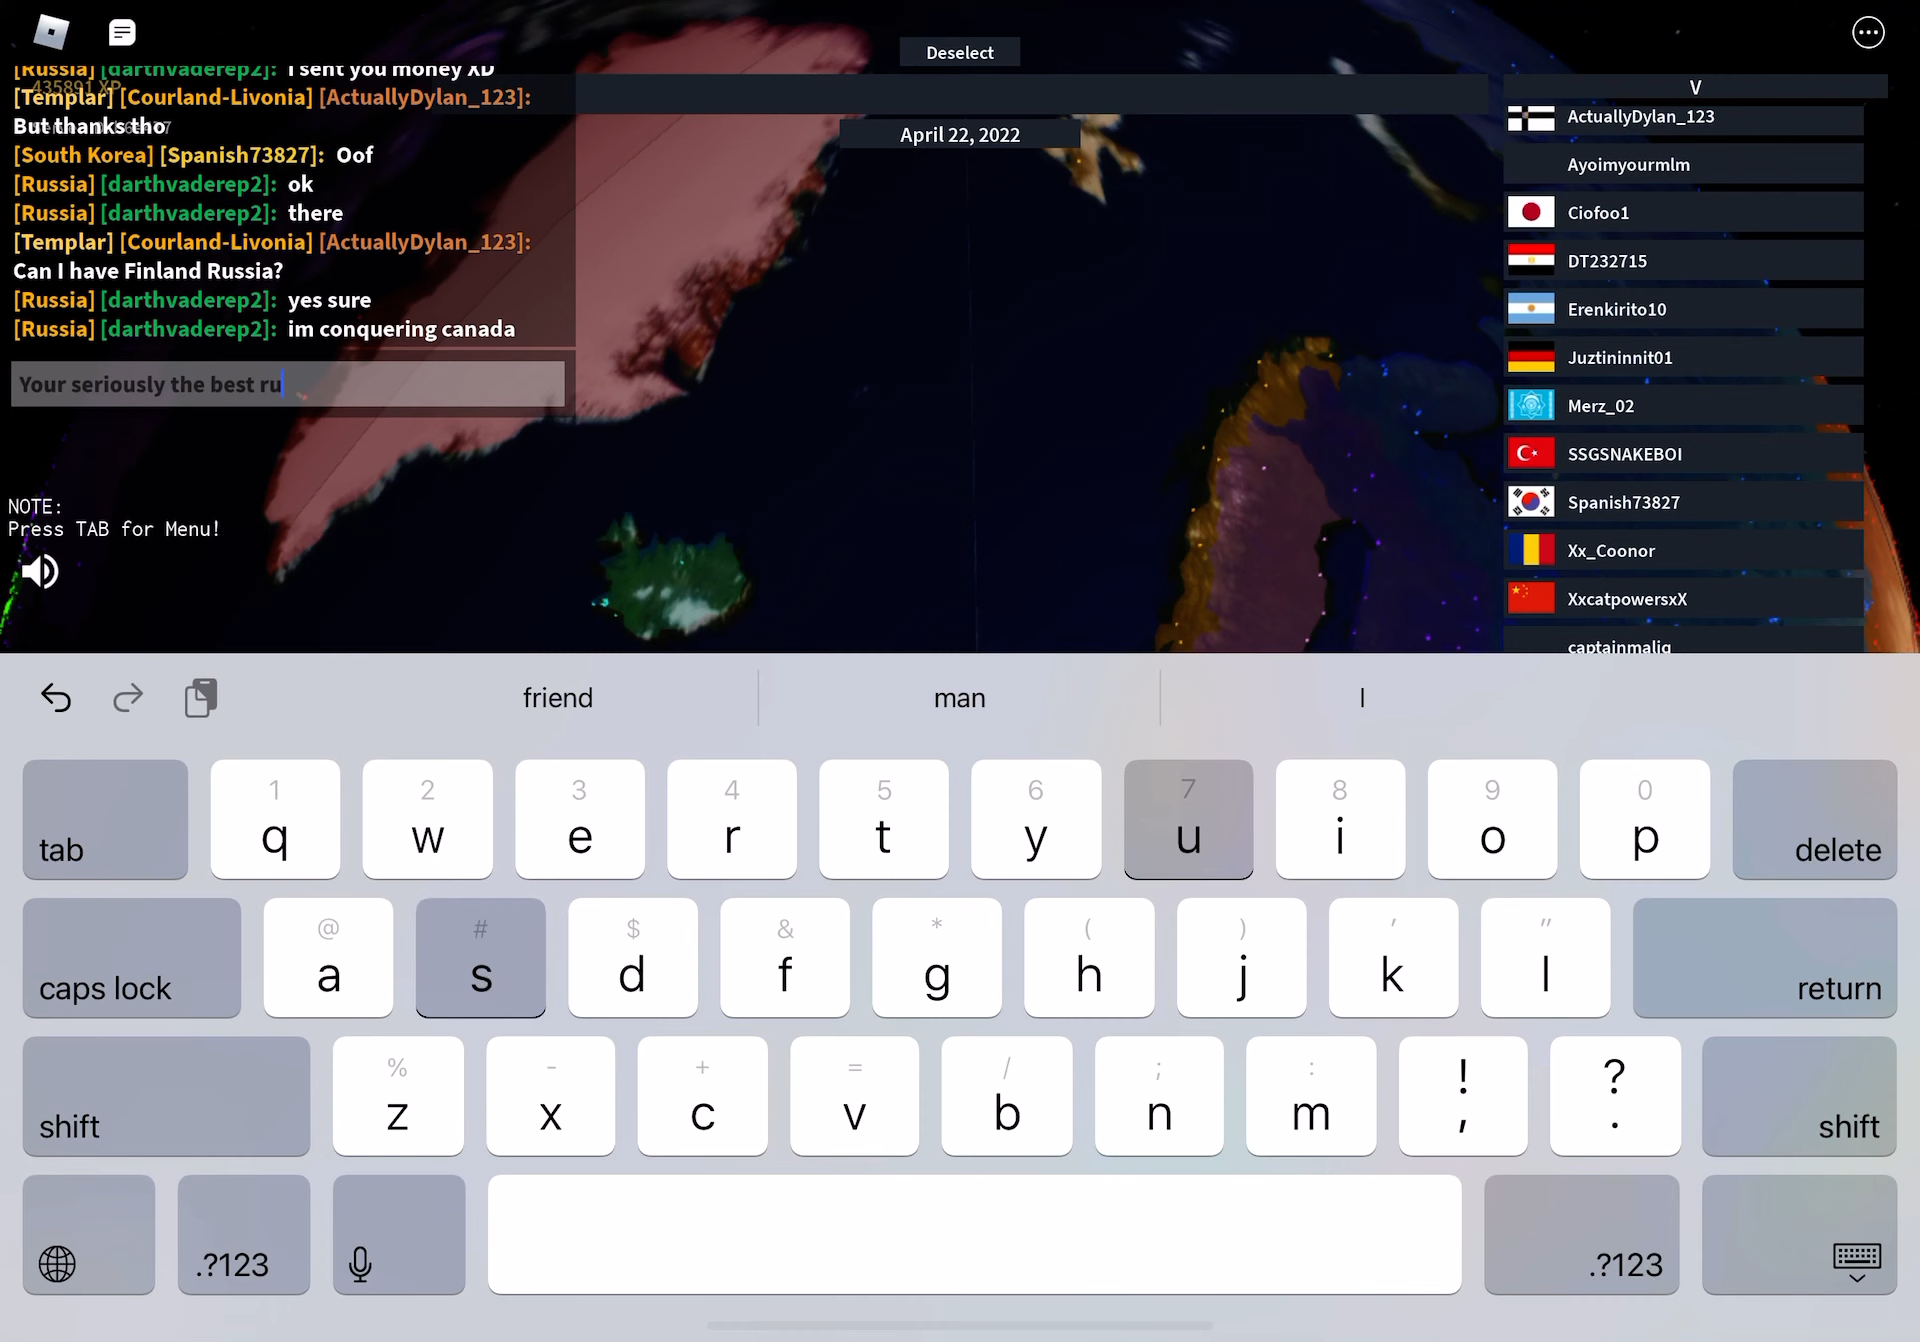 Deselect
[Russia] [darthvaderep2]: I sent you money XD
435891 XP
[Templar] [Courland-Livonia] [ActuallyDylan_123]:
But thanks tho
[South Korea] [Spanish73827]: Oof
[Russia] [darthvaderep2]: ok
[Russia] [darthvaderep2]: there
[Templar] [Courland-Livonia] [ActuallyDylan_123]:
Can I have Finland Russia?
[Russia] [darthvaderep2]: yes sure
[Russia] [darthvaderep2]: im conquering canada
Your seriously the best ru
NOTE:
Press TAB for Menu!
April 22, 2022
V
ActuallyDylan_123
Ayoimyourmlm
Ciofoo1
DT232715
Erenkirito10
Juztininnit01
Merz_02
SSGSNAKEBOI
Spanish73827
Xx_Coonor
XxcatpowersxX
captainmaliq
friend man I
1 2 3 4 5 6 7 8 9 0
tab q w e r t y u i o p delete
@ # $ & * ( ) ' "
caps lock a s d f g h j k l return
% - + = / ; : ! ?
shift z x c v b n m , . shift
.?123 .?123